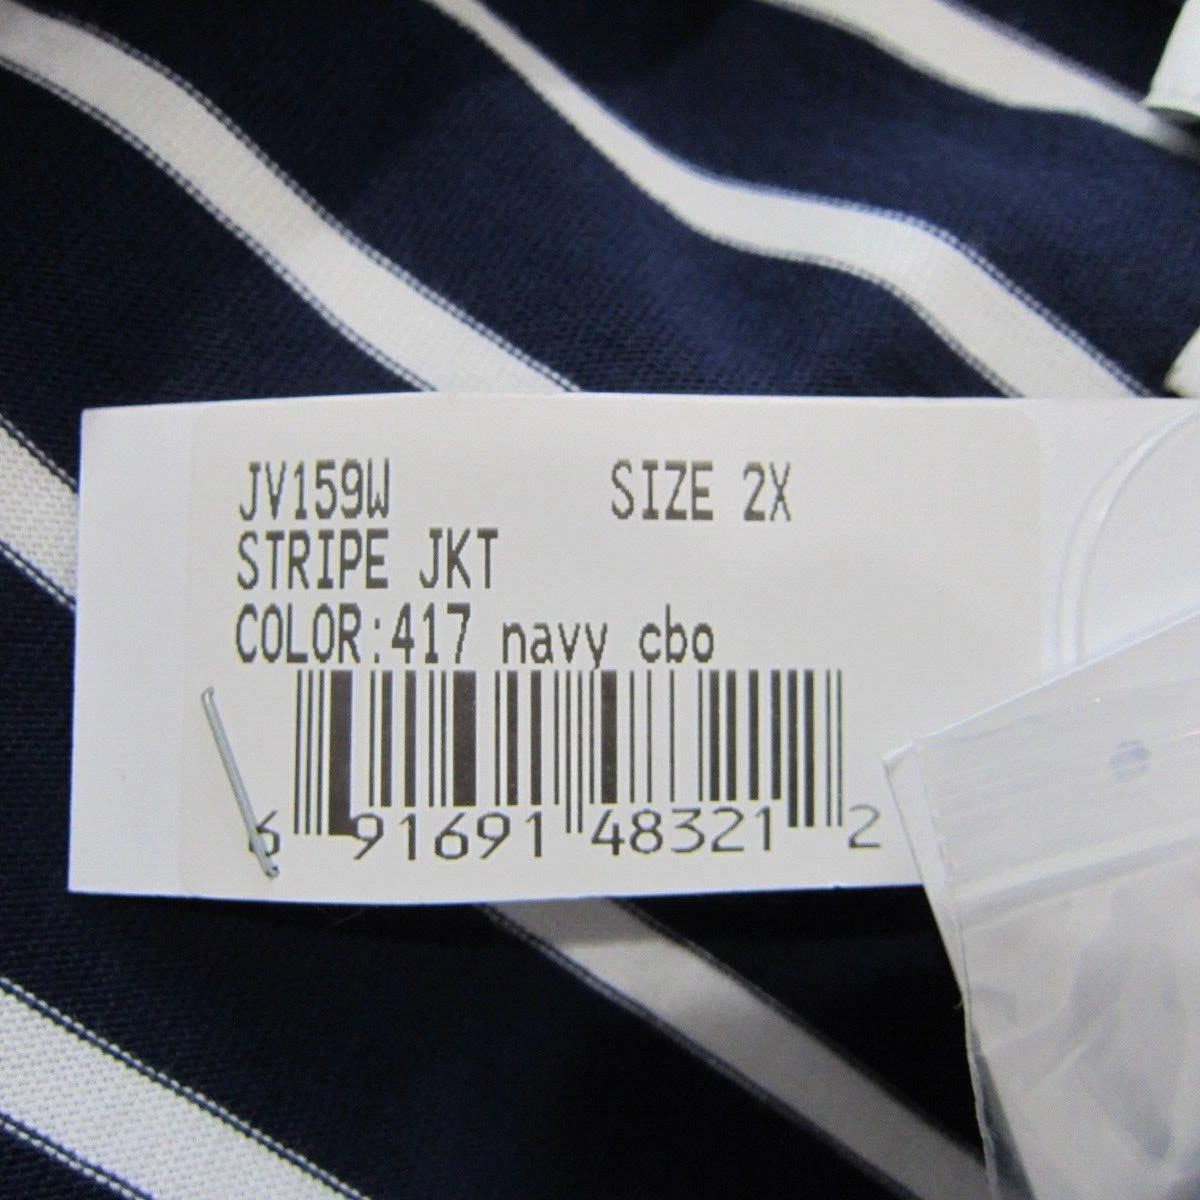 JV159W SIZE 2X
STRIPE JKT
COLOR:417 navy cbo
6 91691 48321 2